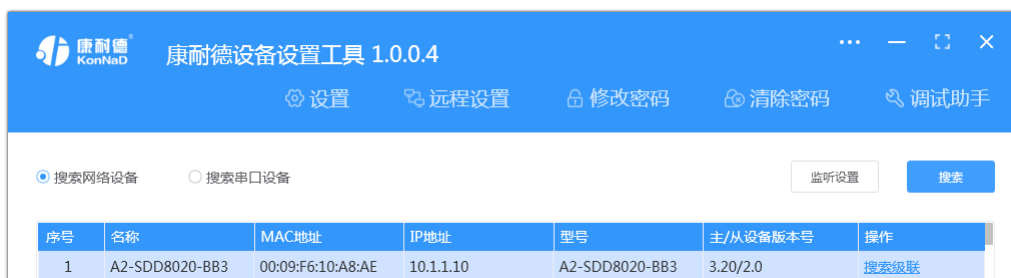 康耐德® 康耐德设备设置工具 1.0.0.4
KonNaD
设置 远程设置 修改密码 清除密码 调试助手
搜索网络设备 搜索串口设备 监听设置 搜索
序号 名称 MAC地址 IP地址 型号 主/从设备版本号 操作
1 A2-SDD8020-BB3 00:09:F6:10:A8:AE 10.1.1.10 A2-SDD8020-BB3 3.20/2.0 搜索级联